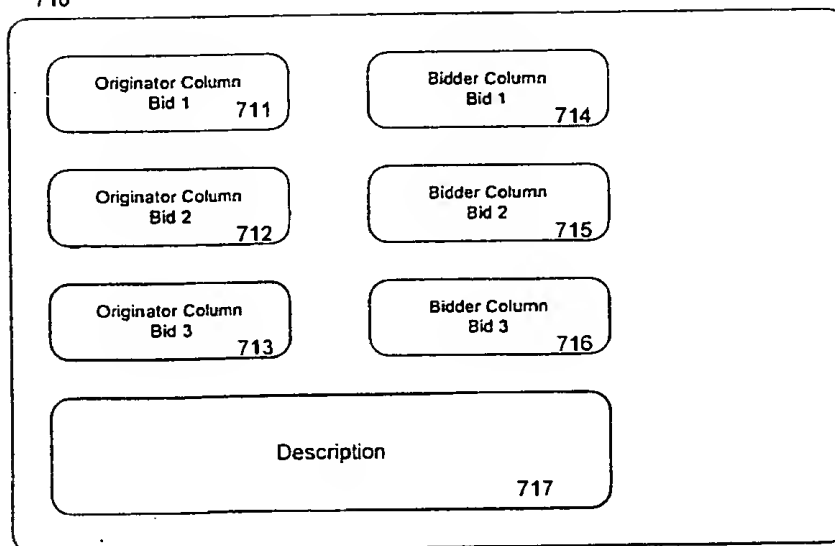 Originator Column
Bid 1
711
Bidder Column
Bid 1
714
Originator Column
Bid 2
712
Bidder Column
Bid 2
715
Originator Column
Bid 3
713
Bidder Column
Bid 3
716
Description
717